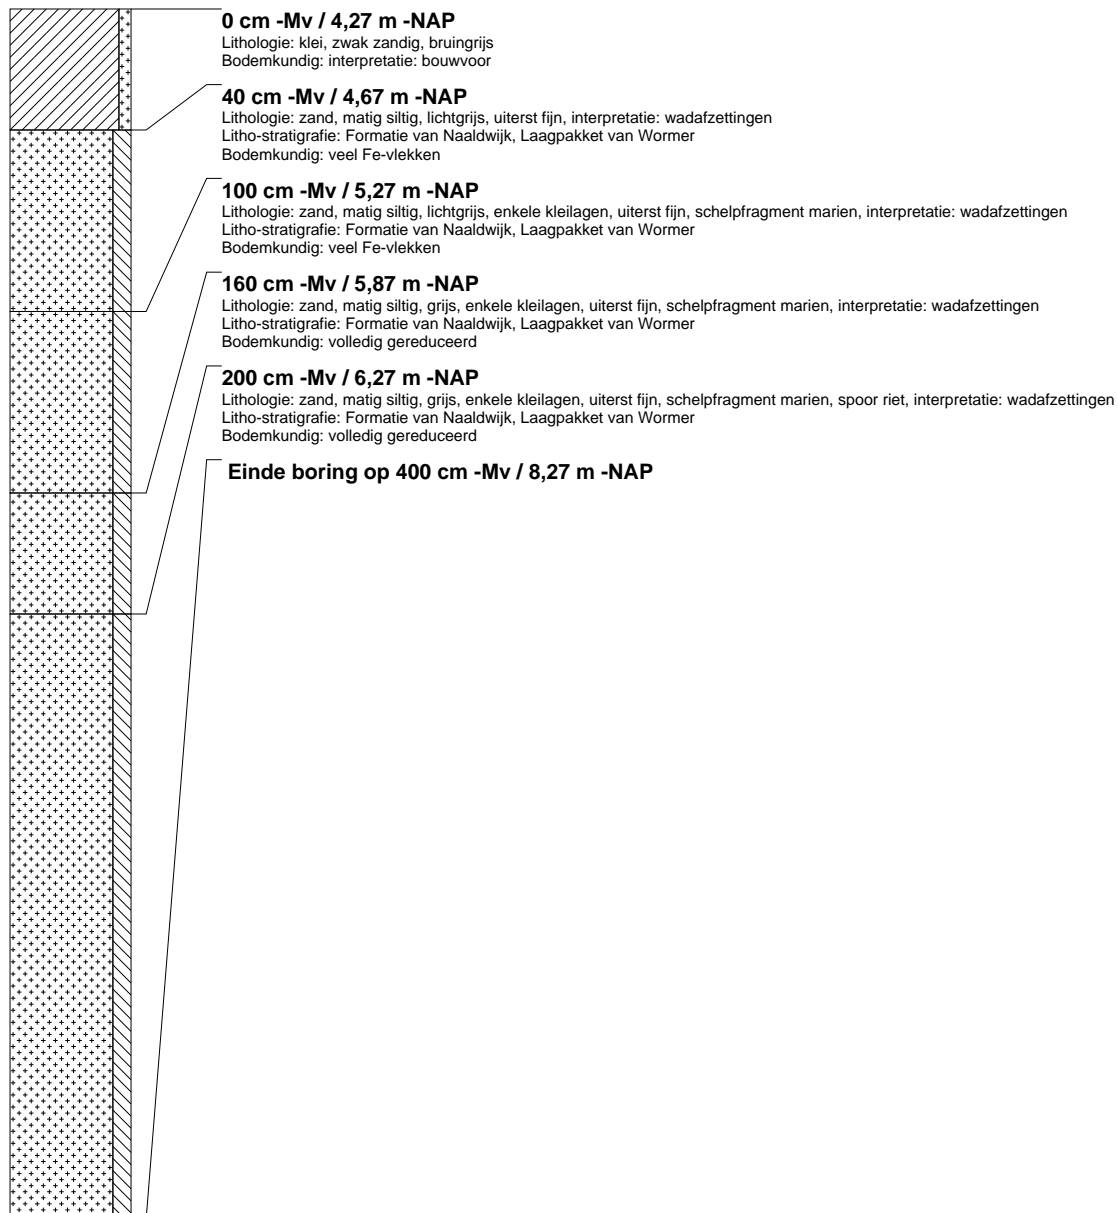 0 cm -Mv / 4,27 m -NAP
Lithologie: klei, zwak zandig, bruingrijs
Bodemkundig: interpretatie: bouwvoor
40 cm -Mv / 4,67 m -NAP
Lithologie: zand, matig siltig, lichtgrijs, uiterst fijn, interpretatie: wadafzettingen
Litho-stratigrafie: Formatie van Naaldwijk, Laagpakket van Wormer
Bodemkundig: veel Fe-vlekken
100 cm -Mv / 5,27 m -NAP
Lithologie: zand, matig siltig, lichtgrijs, enkele kleilagen, uiterst fijn, schelpfragment marien, interpretatie: wadafzettingen
Litho-stratigrafie: Formatie van Naaldwijk, Laagpakket van Wormer
Bodemkundig: veel Fe-vlekken
160 cm -Mv / 5,87 m -NAP
Lithologie: zand, matig siltig, grijs, enkele kleilagen, uiterst fijn, schelpfragment marien, interpretatie: wadafzettingen
Litho-stratigrafie: Formatie van Naaldwijk, Laagpakket van Wormer
Bodemkundig: volledig gereduceerd
200 cm -Mv / 6,27 m -NAP
Lithologie: zand, matig siltig, grijs, enkele kleilagen, uiterst fijn, schelpfragment marien, spoor riet, interpretatie: wadafzettingen
Litho-stratigrafie: Formatie van Naaldwijk, Laagpakket van Wormer
Bodemkundig: volledig gereduceerd
Einde boring op 400 cm -Mv / 8,27 m -NAP